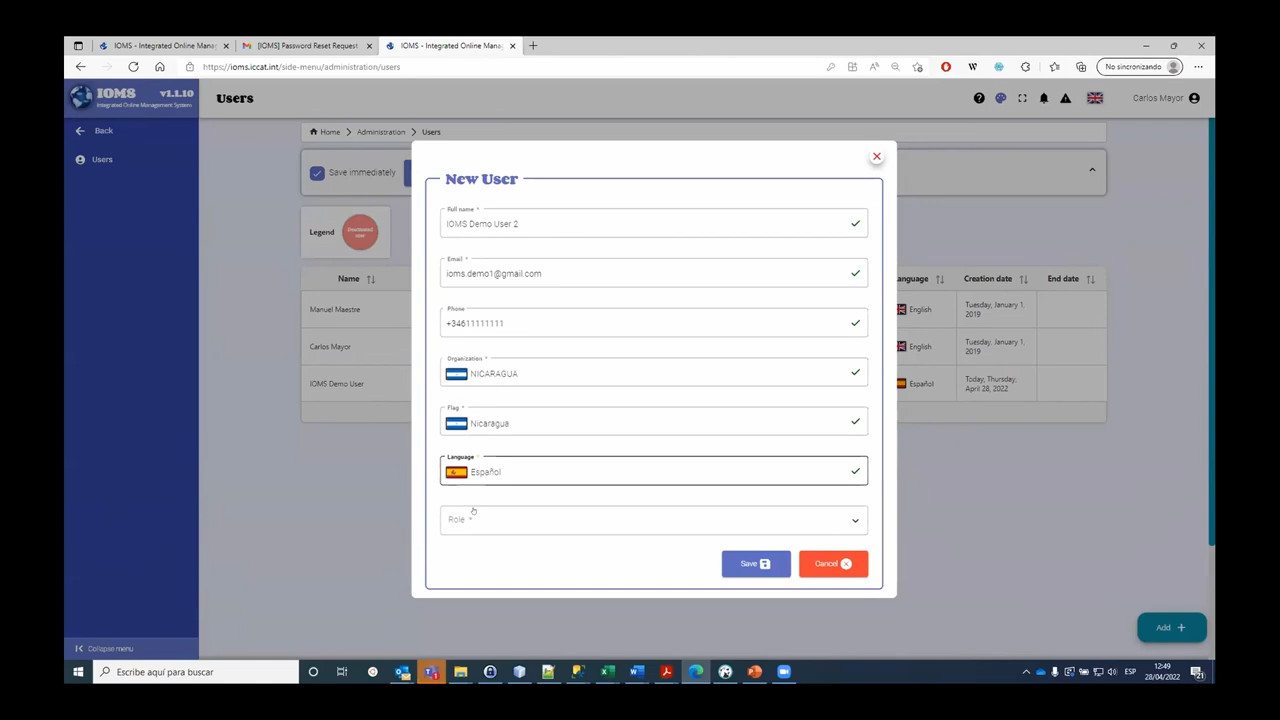 IOMS - Integrated Online Manag
[IOMS] Password Reset Request
IOMS - Integrated Online Manag
https://ioms.iccat.int/side-menu/administration/users
No sincronizando
IOMS v1.1.10
Integrated Online Management System
Users
Carlos Mayor
Back
Users
Home > Administration > Users
Save immediately
Legend
Deactivated user
Name
Language
Creation date
End date
Manuel Maestre
English
Tuesday, January 1, 2019
Carlos Mayor
English
Tuesday, January 1, 2019
IOMS Demo User
Español
Today, Thursday, April 28, 2022
New User
Full name *
IOMS Demo User 2
Email *
ioms.demo1@gmail.com
Phone
+34611111111
Organization *
NICARAGUA
Flag *
Nicaragua
Language *
Español
Role *
Save
Cancel
Add +
Collapse menu
Escribe aquí para buscar
ESP
12:49
28/04/2022